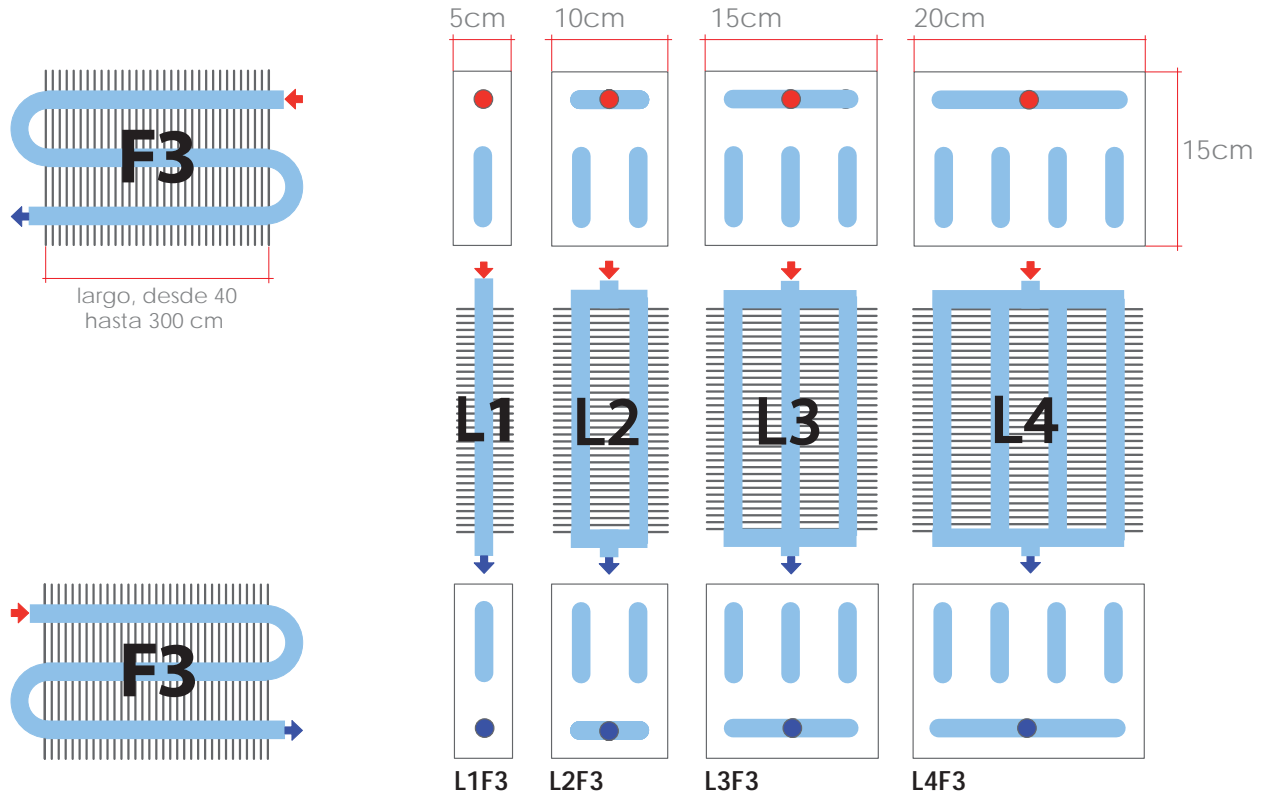 5cm
10cm
15cm
20cm
F3
15cm
largo, desde 40
hasta 300 cm
L1
L2
L3
L4
F3
L1F3
L2F3
L3F3
L4F3